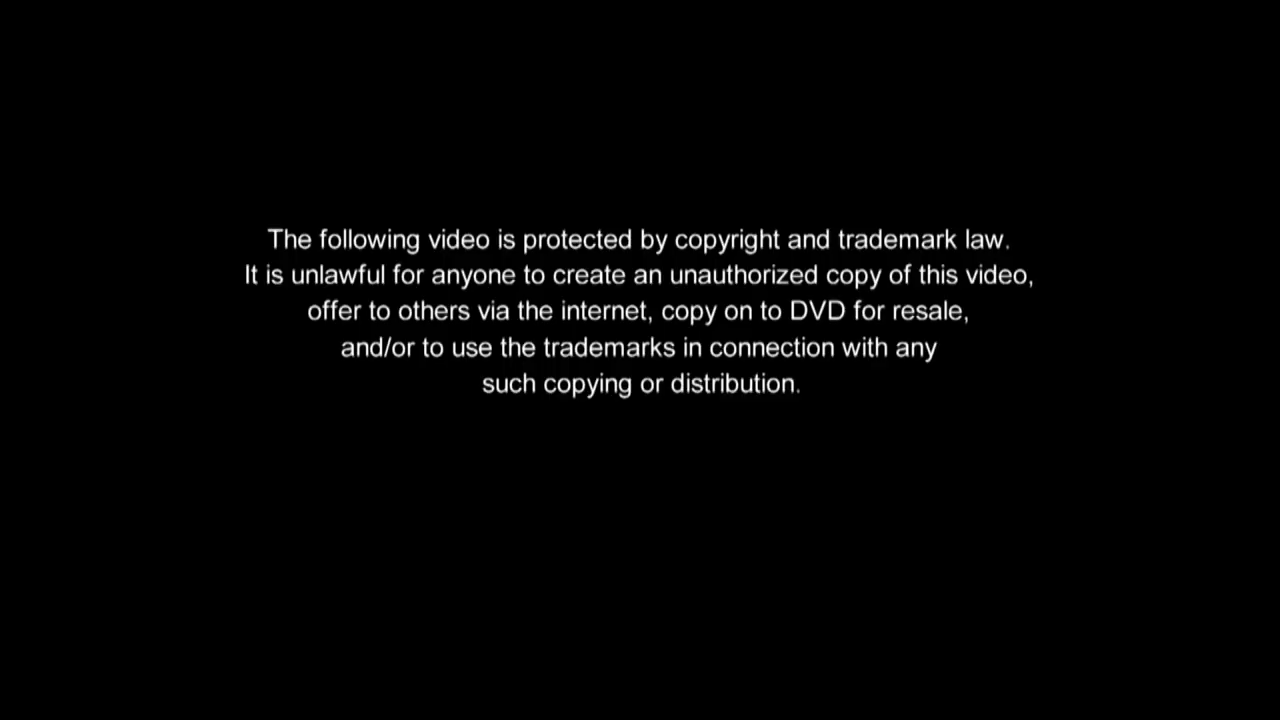 The following video is protected by copyright and trademark law.
It is unlawful for anyone to create an unauthorized copy of this video,
offer to others via the internet, copy on to DVD for resale,
and/or to use the trademarks in connection with any
such copying or distribution.